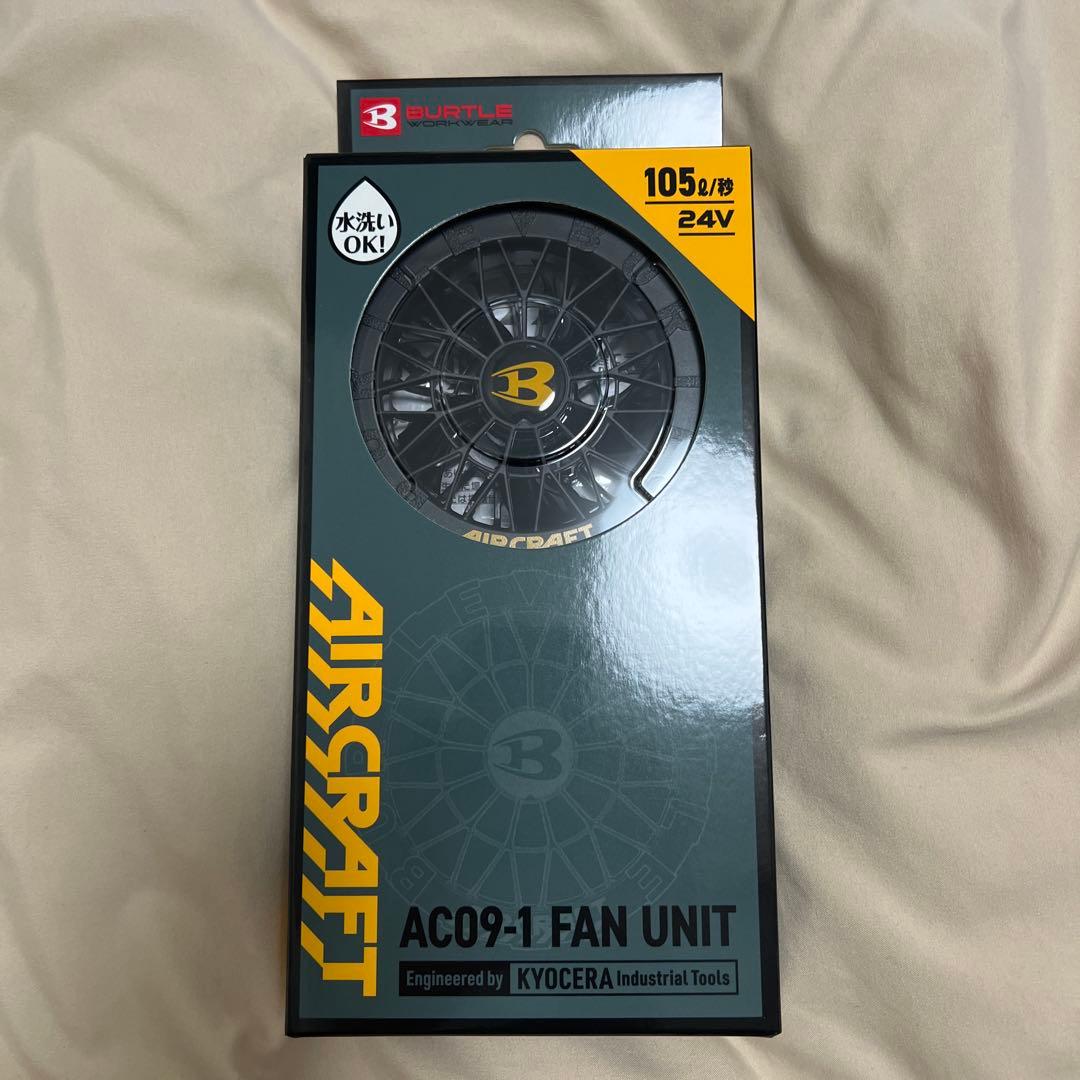 B BURTLE
WORKWEAR
105ℓ/秒
24V
水洗い
OK!
B
AIRCRAFT
AIRCRAFT
B
AC09-1 FAN UNIT
Engineered by KYOCERA Industrial Tools